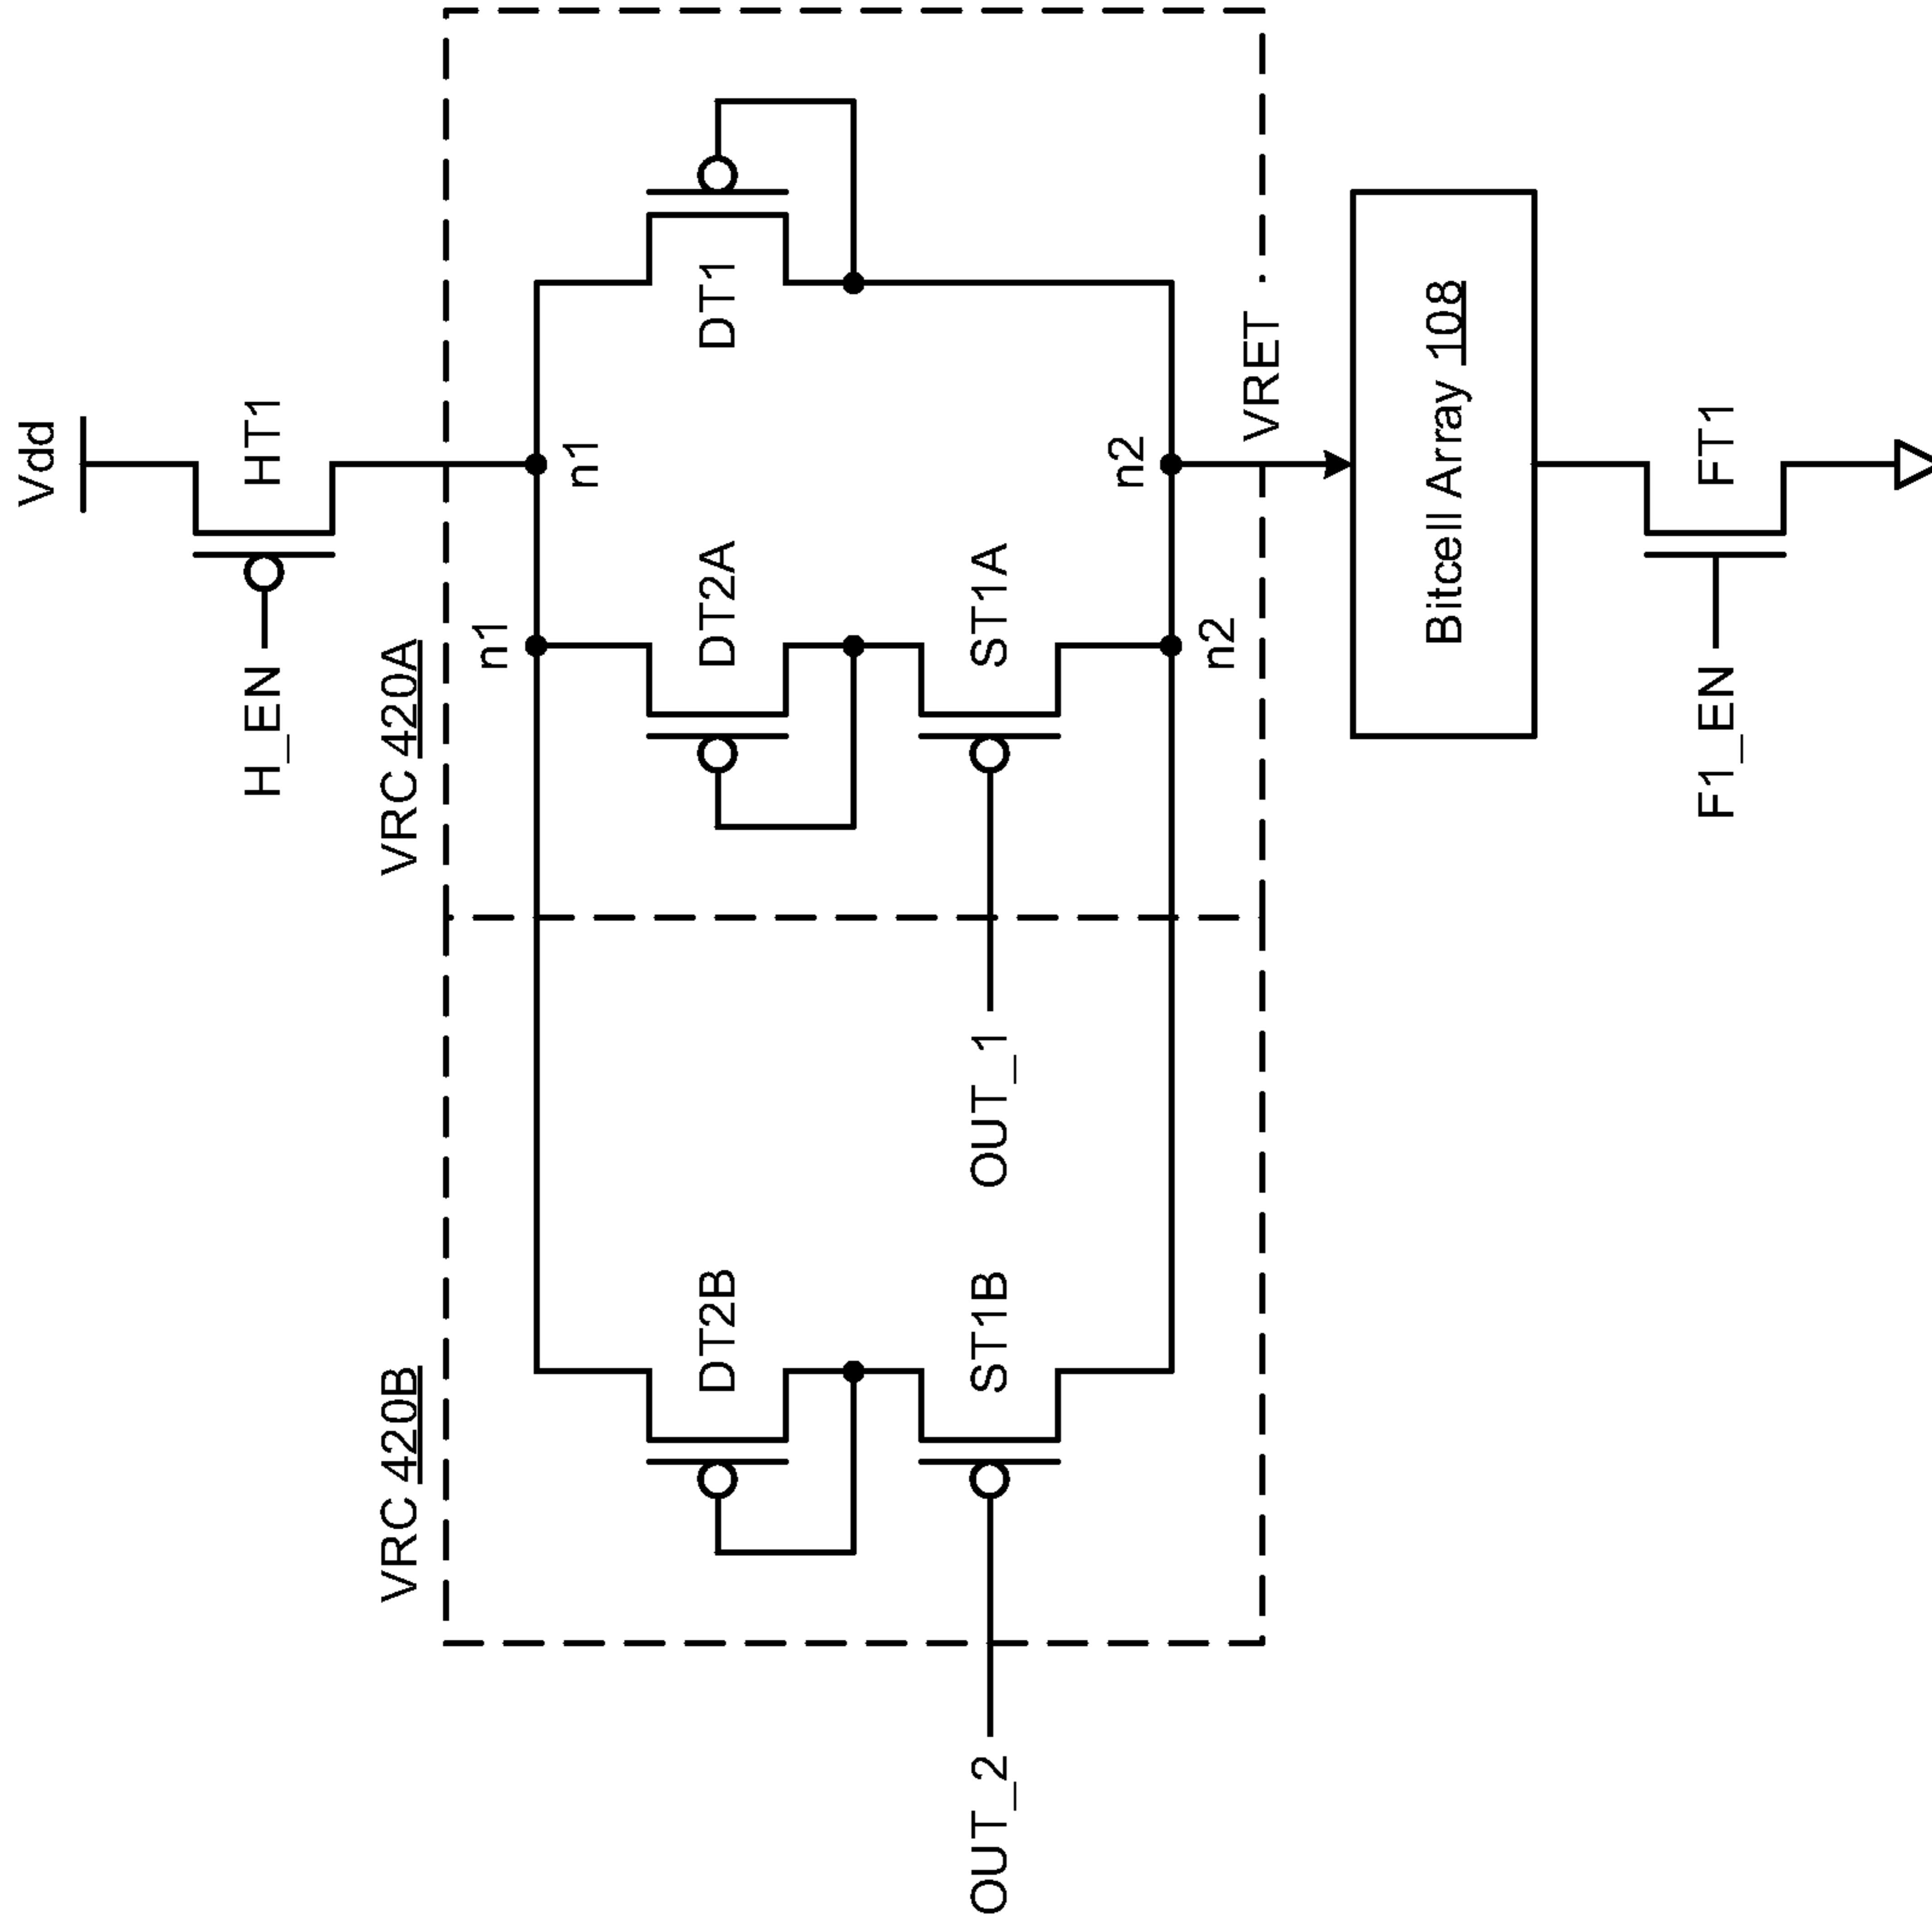 Vdd
HT1
H_EN
VRC 420A
VRC 420B
n1
n1
DT1
DT2A
DT2B
ST1A
ST1B
OUT_1
OUT_2
n2
n2
VRET
Bitcell Array 108
FT1
F1_EN